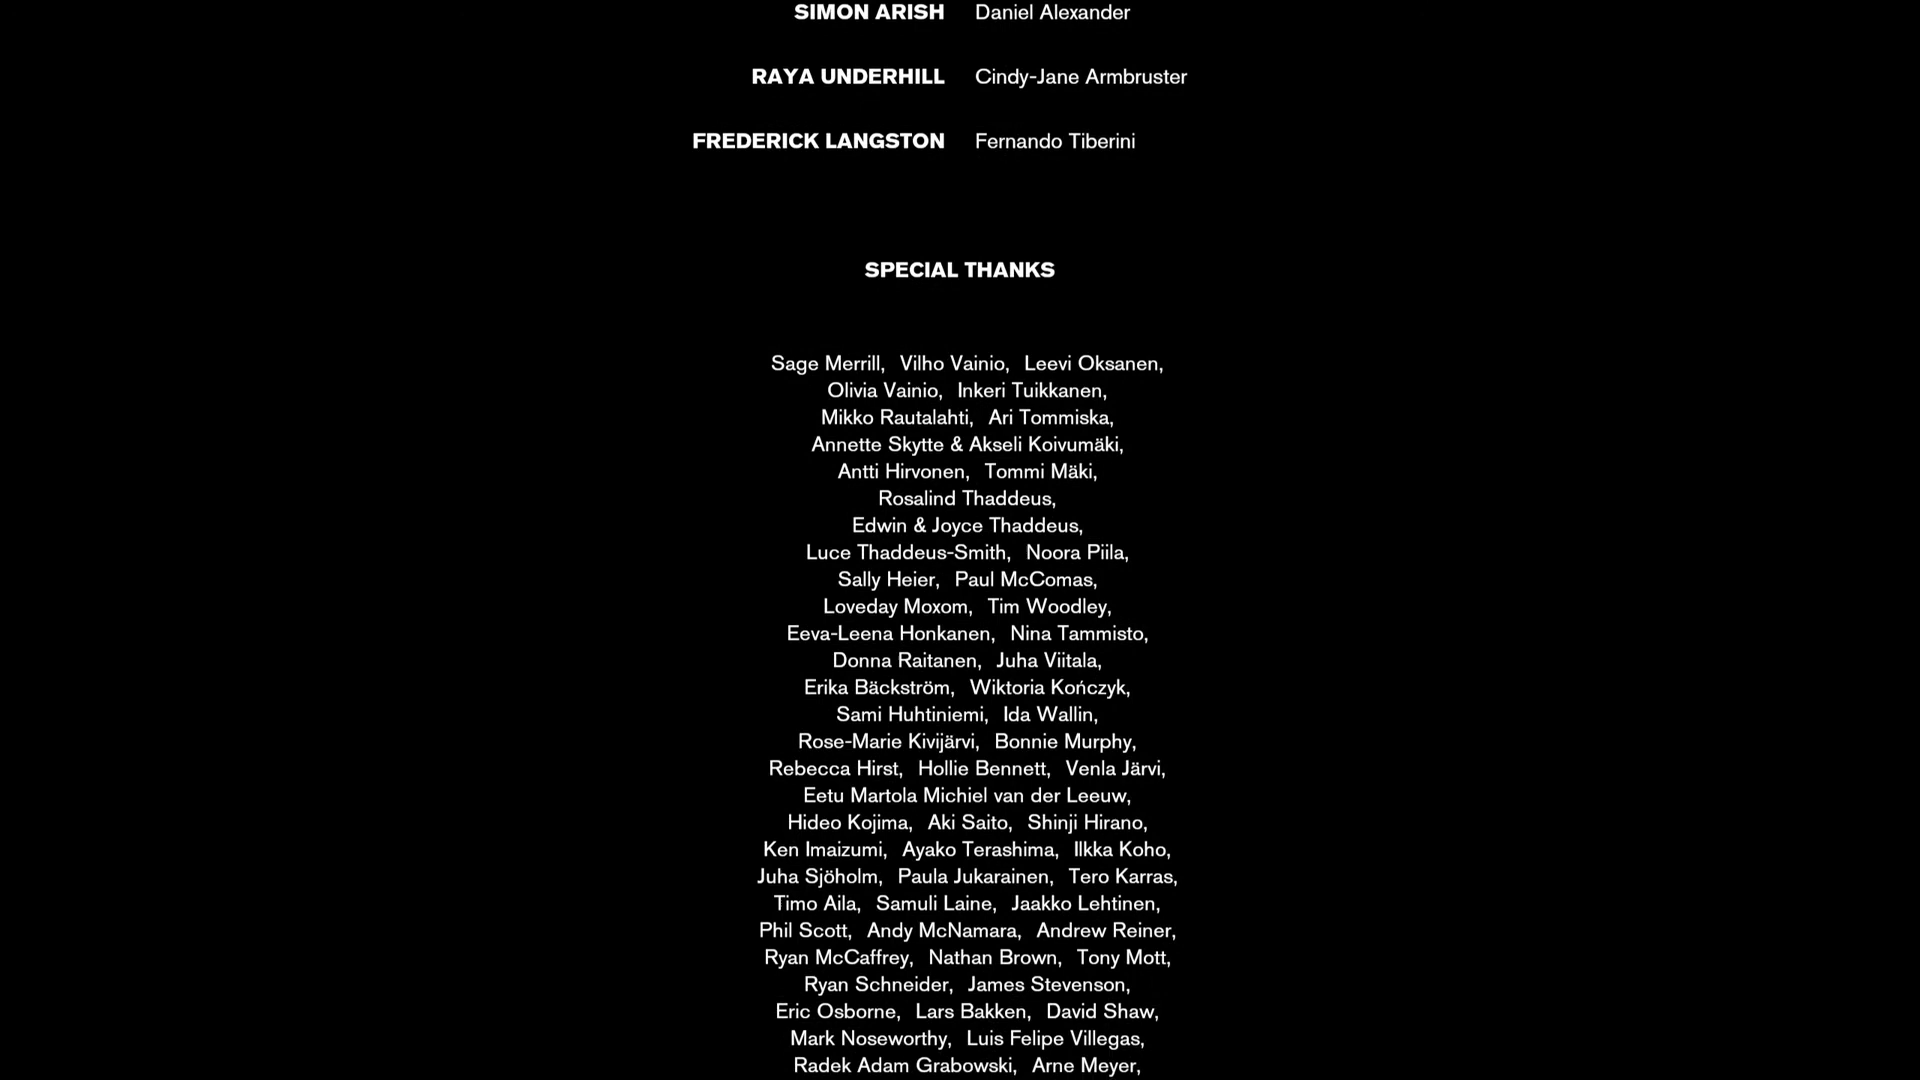 SIMON ARISH Daniel Alexander
RAYA UNDERHILL Cindy-Jane Armbruster
FREDERICK LANGSTON Fernando Tiberini
SPECIAL THANKS
Sage Merrill, Vilho Vainio, Leevi Oksanen,
Olivia Vainio, Inkeri Tuikkanen,
Mikko Rautalahti, Ari Tommiska,
Annette Skytte & Akseli Koivumäki,
Antti Hirvonen, Tommi Mäki,
Rosalind Thaddeus,
Edwin & Joyce Thaddeus,
Luce Thaddeus-Smith, Noora Piila,
Sally Heier, Paul McComas,
Loveday Moxom, Tim Woodley,
Eeva-Leena Honkanen, Nina Tammisto,
Donna Raitanen, Juha Viitala,
Erika Bäckström, Wiktoria Kończyk,
Sami Huhtiniemi, Ida Wallin,
Rose-Marie Kivijärvi, Bonnie Murphy,
Rebecca Hirst, Hollie Bennett, Venla Järvi,
Eetu Martola Michiel van der Leeuw,
Hideo Kojima, Aki Saito, Shinji Hirano,
Ken Imaizumi, Ayako Terashima, Ilkka Koho,
Juha Sjöholm, Paula Jukarainen, Tero Karras,
Timo Aila, Samuli Laine, Jaakko Lehtinen,
Phil Scott, Andy McNamara, Andrew Reiner,
Ryan McCaffrey, Nathan Brown, Tony Mott,
Ryan Schneider, James Stevenson,
Eric Osborne, Lars Bakken, David Shaw,
Mark Noseworthy, Luis Felipe Villegas,
Radek Adam Grabowski, Arne Meyer,